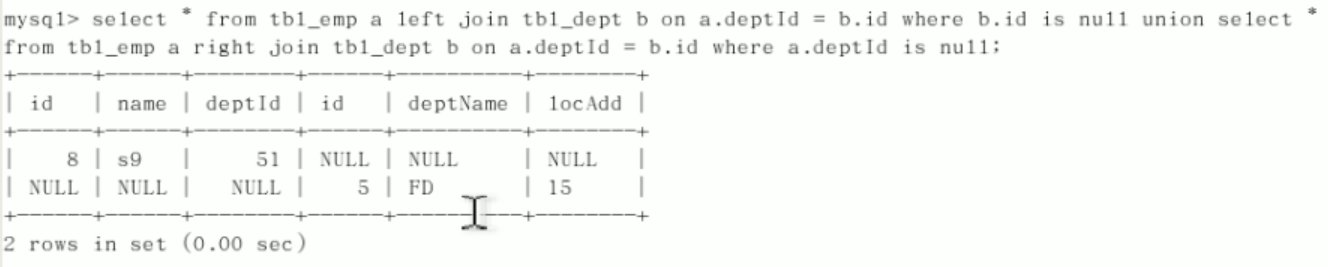 mysql> select * from tbl_emp a left join tbl_dept b on a.deptId = b.id where b.id is null union select *
from tbl_emp a right join tbl_dept b on a.deptId = b.id where a.deptId is null;
+------+------+--------+------+----------+--------+
| id   | name | deptId | id   | deptName | locAdd |
+------+------+--------+------+----------+--------+
|    8 | s9   |     51 | NULL | NULL     | NULL   |
| NULL | NULL |   NULL |    5 | FD       | 15     |
+------+------+--------+------+----------+--------+
2 rows in set (0.00 sec)